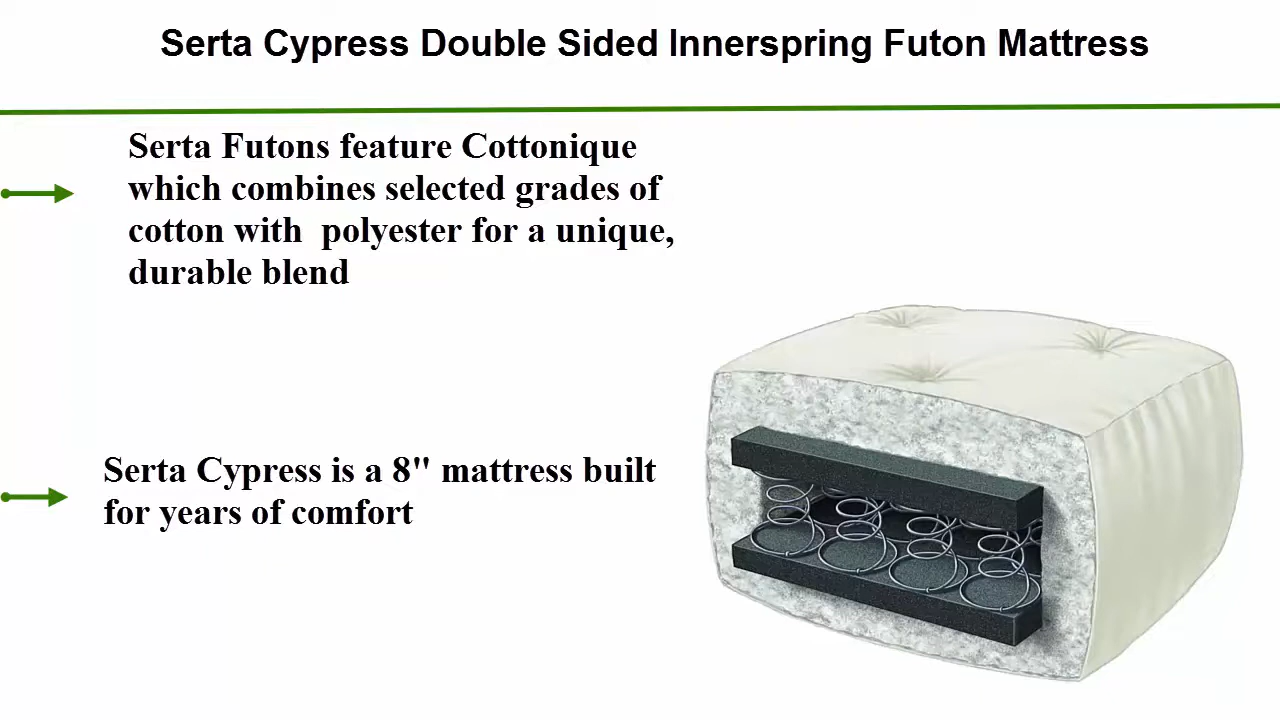 Serta Cypress Double Sided Innerspring Futon Mattress
Serta Futons feature Cottonique
which combines selected grades of
cotton with  polyester for a unique,
durable blend
Serta Cypress is a 8" mattress built
for years of comfort